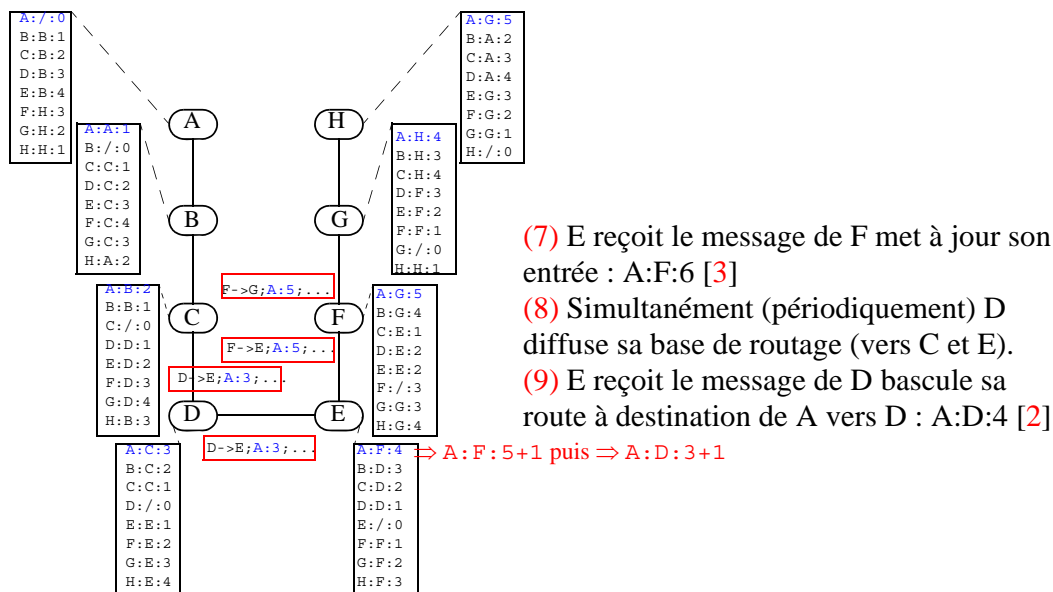 A:/:0
B:B:1
C:B:2
D:B:3
E:B:4
F:H:3
G:H:2
H:H:1
A:G:5
B:A:2
C:A:3
D:A:4
E:G:3
F:G:2
G:G:1
H:/:0
A
H
A:A:1
B:/:0
C:C:1
D:C:2
E:C:3
F:C:4
G:C:3
H:A:2
A:H:4
B:H:3
C:H:4
D:F:3
E:F:2
F:F:1
G:/:0
H:H:1
B
G
A:B:2
B:B:1
C:/:0
D:D:1
E:D:2
F:D:3
G:D:4
H:B:3
F->G;A:5;...
A:G:5
B:G:4
C:E:1
D:E:2
E:E:2
F:/:3
G:G:3
H:G:4
C
F
F->E;A:5;...
D->E;A:3;...
D
E
A:C:3
B:C:2
C:C:1
D:/:0
E:E:1
F:E:2
G:E:3
H:E:4
D->E;A:3;...
A:F:4 ⇒ A:F:5+1 puis ⇒ A:D:3+1
B:D:3
C:D:2
D:D:1
E:/:0
F:F:1
G:F:2
H:F:3
(7) E reçoit le message de F met à jour son
entrée : A:F:6 [3]
(8) Simultanément (périodiquement) D
diffuse sa base de routage (vers C et E).
(9) E reçoit le message de D bascule sa
route à destination de A vers D : A:D:4 [2]